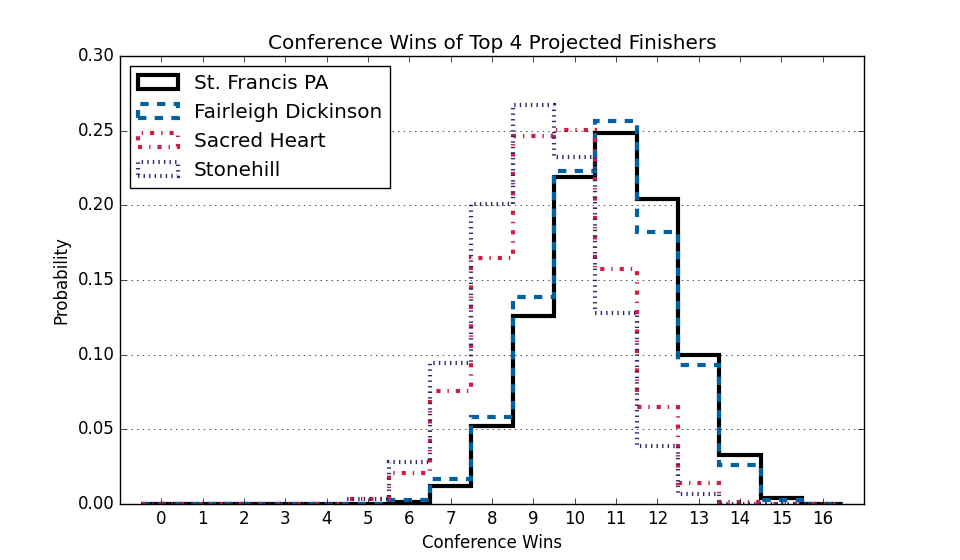 Conference Wins of Top 4 Projected Finishers
0.30
0.25
0.20
0.15
0.10
0.05
0.00
Probability
St. Francis PA
Fairleigh Dickinson
Sacred Heart
Stonehill
0 1 2 3 4 5 6 7 8 9 10 11 12 13 14 15 16
Conference Wins